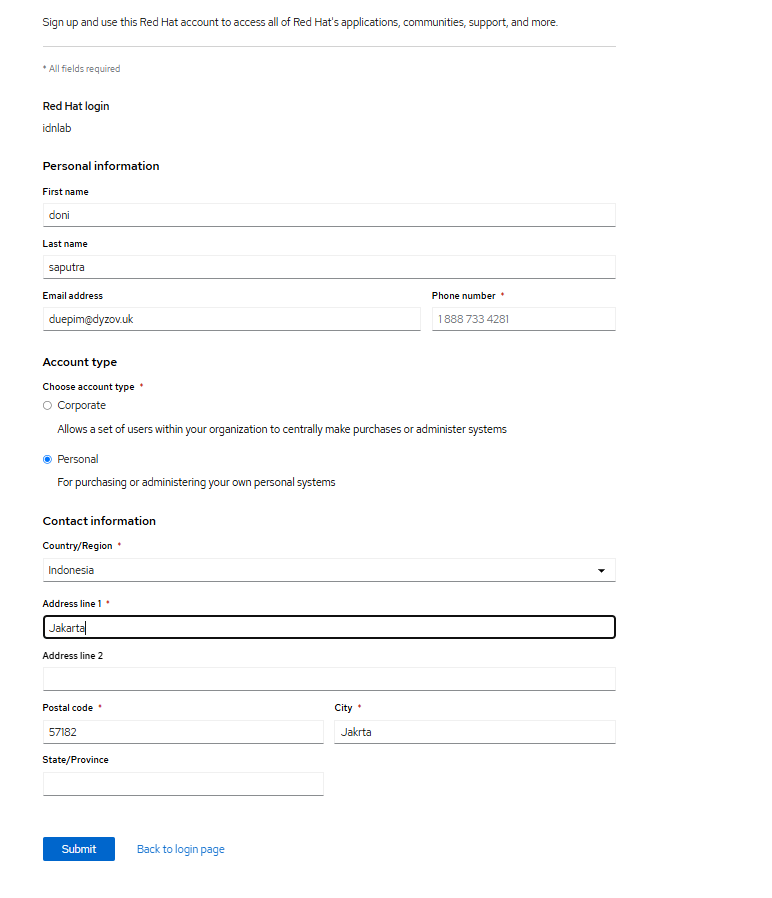 Sign up and use this Red Hat account to access all of Red Hat's applications, communities, support, and more.
* All fields required
Red Hat login
idnlab
Personal information
First name
doni
Last name
saputra
Email address
Phone number *
duepim@dyzov.uk
1 888 733 4281
Account type
Choose account type *
Corporate
Allows a set of users within your organization to centrally make purchases or administer systems
Personal
For purchasing or administering your own personal systems
Contact information
Country/Region *
Indonesia
Address line 1 *
Jakarta
Address line 2
Postal code *
City *
57182
Jakrta
State/Province
Submit
Back to login page